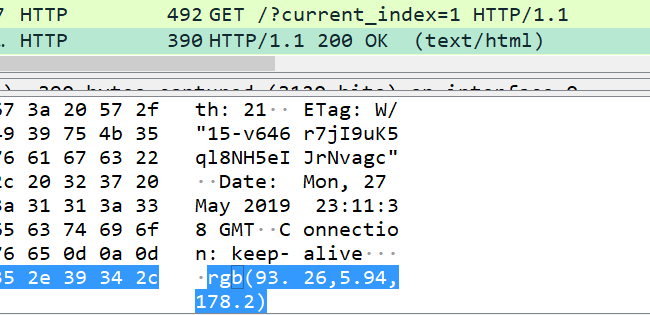 7 HTTP 492 GET /?current_index=1 HTTP/1.1
HTTP 390 HTTP/1.1 200 OK (text/html)
67 3a 20 57 2f th: 21·· ETag: W/
49 39 75 4b 35 "15-v646 r7jI9uK5
76 61 67 63 22 ql8NH5eI JrNvagc"
2c 20 32 37 20 ··Date: Mon, 27
3a 31 31 3a 33 May 2019 23:11:3
65 63 74 69 6f 8 GMT··C onnectio
76 65 0d 0a 0d n: keep- alive···
35 2e 39 34 2c ·rgb(93. 26,5.94,
178.2)